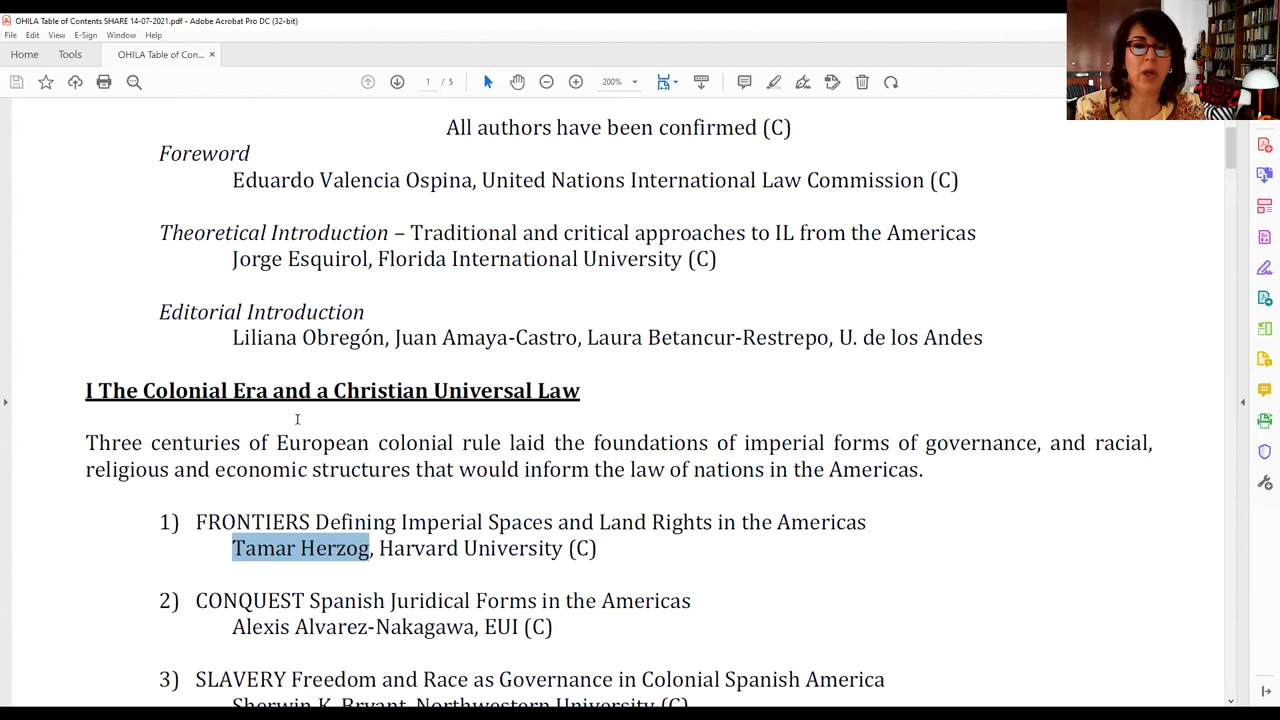 OHILA Table of Contents SHARE 14-07-2021.pdf - Adobe Acrobat Pro DC (32-bit)
File Edit View E-Sign Window Help
Home Tools OHILA Table of Con... ×
1 / 5 200%
All authors have been confirmed (C)
Foreword
Eduardo Valencia Ospina, United Nations International Law Commission (C)
Theoretical Introduction – Traditional and critical approaches to IL from the Americas
Jorge Esquirol, Florida International University (C)
Editorial Introduction
Liliana Obregón, Juan Amaya-Castro, Laura Betancur-Restrepo, U. de los Andes
I The Colonial Era and a Christian Universal Law
Three centuries of European colonial rule laid the foundations of imperial forms of governance, and racial,
religious and economic structures that would inform the law of nations in the Americas.
1) FRONTIERS Defining Imperial Spaces and Land Rights in the Americas
Tamar Herzog, Harvard University (C)
2) CONQUEST Spanish Juridical Forms in the Americas
Alexis Alvarez-Nakagawa, EUI (C)
3) SLAVERY Freedom and Race as Governance in Colonial Spanish America
Sherwin K. Bryant, Northwestern University (C)